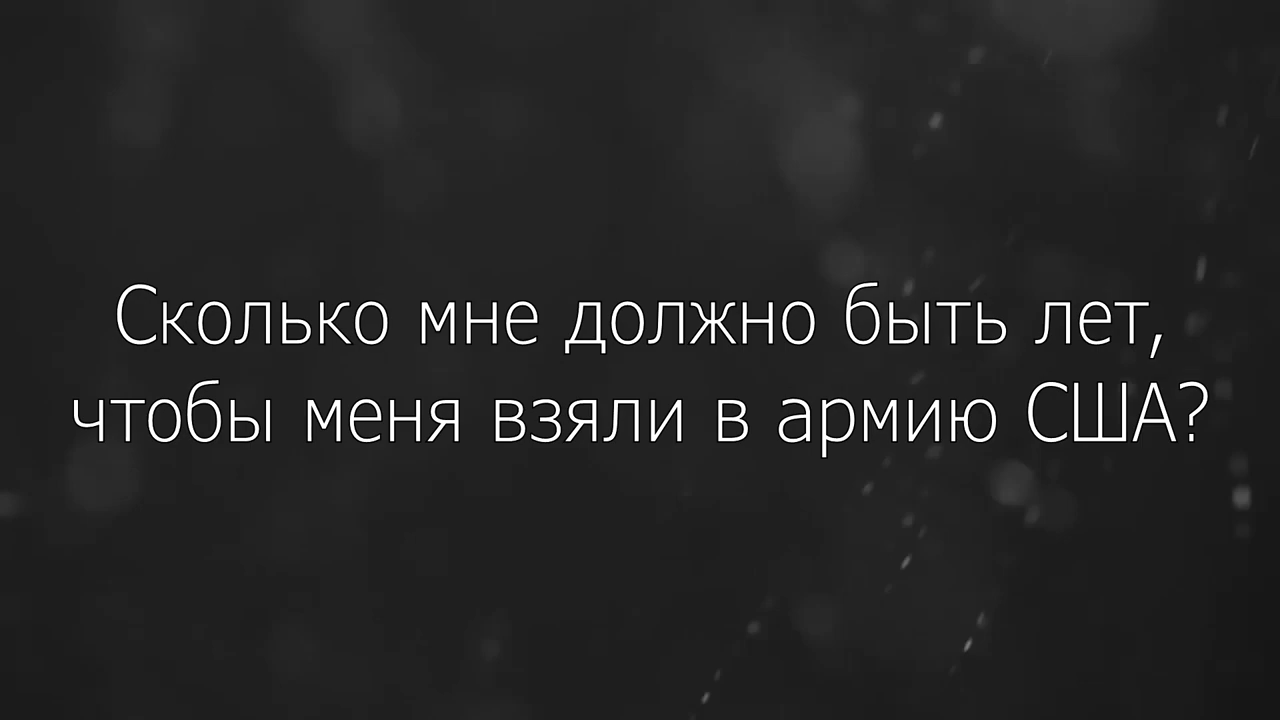 Сколько мне должно быть лет,
чтобы меня взяли в армию США?